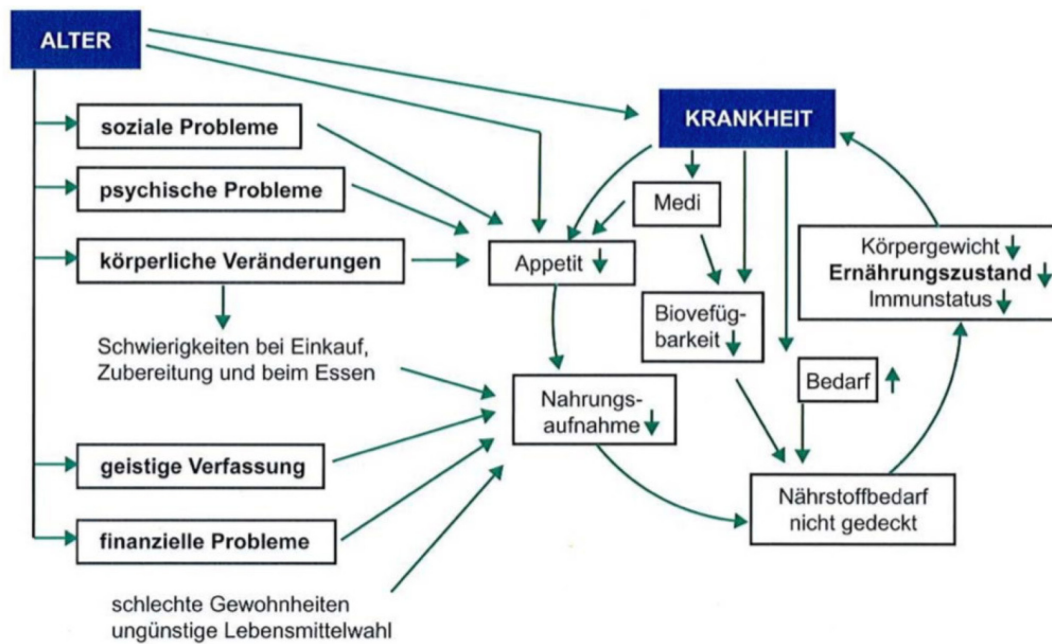 ALTER
KRANKHEIT
soziale Probleme
psychische Probleme
körperliche Veränderungen
Schwierigkeiten bei Einkauf,
Zubereitung und beim Essen
geistige Verfassung
finanzielle Probleme
schlechte Gewohnheiten
ungünstige Lebensmittelwahl
Medi
Appetit ↓
Biovefüg-
barkeit ↓
Bedarf ↑
Nahrungs-
aufnahme ↓
Nährstoffbedarf
nicht gedeckt
Körpergewicht ↓
Ernährungszustand ↓
Immunstatus ↓